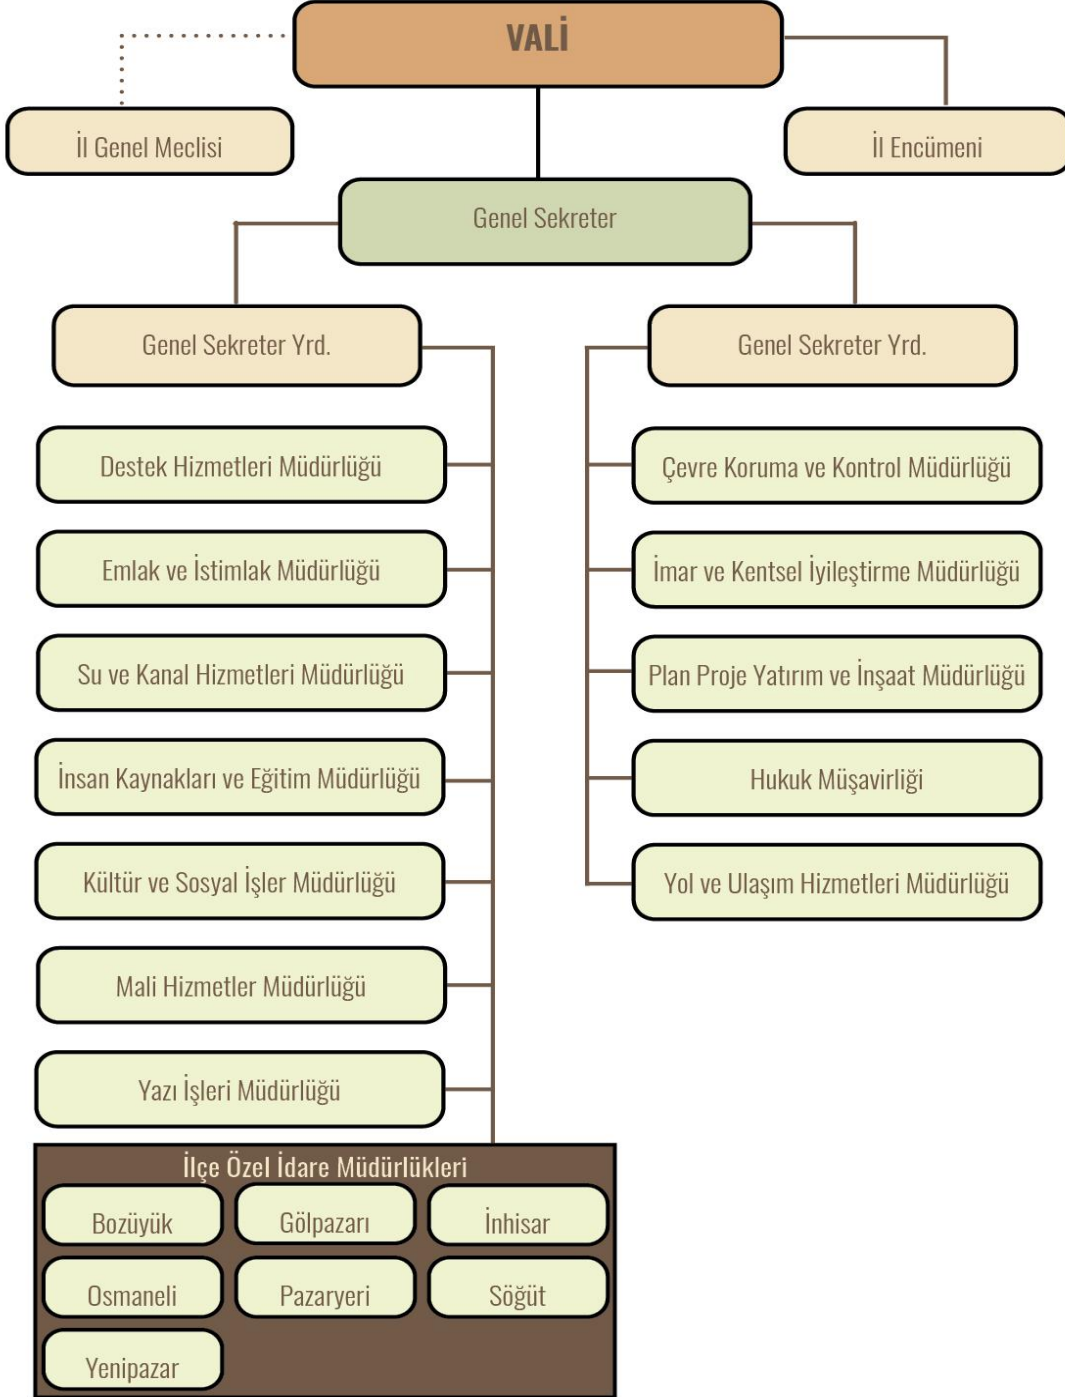 VALİ
İl Genel Meclisi
İl Encümeni
Genel Sekreter
Genel Sekreter Yrd.
Genel Sekreter Yrd.
Destek Hizmetleri Müdürlüğü
Emlak ve İstimlak Müdürlüğü
Su ve Kanal Hizmetleri Müdürlüğü
İnsan Kaynakları ve Eğitim Müdürlüğü
Kültür ve Sosyal İşler Müdürlüğü
Mali Hizmetler Müdürlüğü
Yazı İşleri Müdürlüğü
Çevre Koruma ve Kontrol Müdürlüğü
İmar ve Kentsel İyileştirme Müdürlüğü
Plan Proje Yatırım ve İnşaat Müdürlüğü
Hukuk Müşavirliği
Yol ve Ulaşım Hizmetleri Müdürlüğü
İlçe Özel İdare Müdürlükleri
Bozüyük
Gölpazarı
İnhisar
Osmaneli
Pazaryeri
Söğüt
Yenipazar